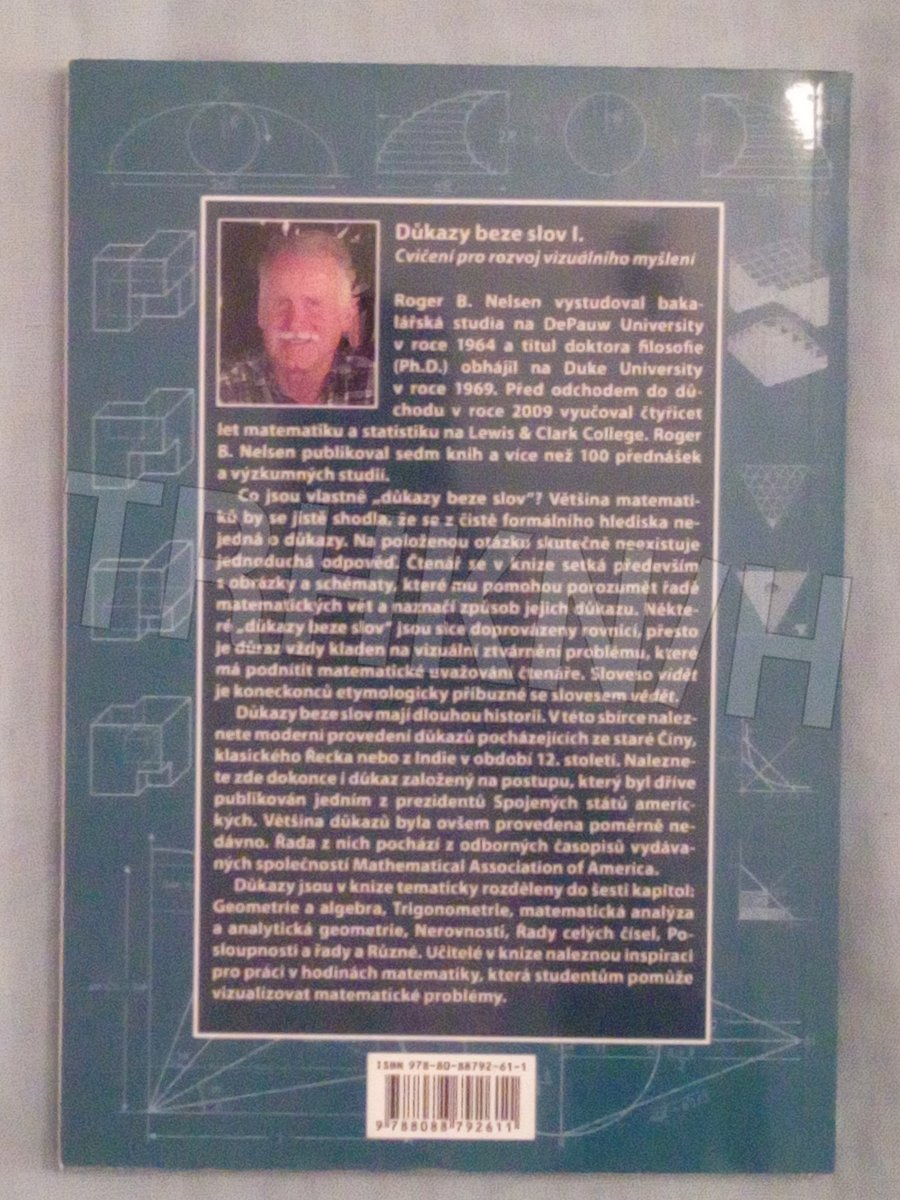 Důkazy beze slov I.
Cvičení pro rozvoj vizuálního myšlení
Roger B. Nelsen vystudoval baka-
lářská studia na DePauw University
v roce 1964 a titul doktora filosofie
(Ph.D.) obhájil na Duke University
v roce 1969. Před odchodem do dů-
chodu v roce 2009 vyučoval čtyřicet
let matematiku a statistiku na Lewis & Clark College. Roger
B. Nelsen publikoval sedm knih a více než 100 přednášek
a výzkumných studií.
Co jsou vlastně „důkazy beze slov“? Většina matemati-
ků by se jistě shodla, že se z čistě formálního hlediska ne-
jedná o důkazy. Na položenou otázku skutečně neexistuje
jednoduchá odpověď. Čtenář se v knize setká především
s obrázky a schématy, které mu pomohou porozumět řadě
matematických vět a naznačí způsob jejich důkazu. Někte-
ré „důkazy beze slov“ jsou sice doprovázeny rovnicí, přesto
je důraz vždy kladen na vizuální ztvárnění problému, které
má podnítit matematické uvažování čtenáře. Sloveso vidět
je koneckonců etymologicky příbuzné se slovesem vědět.
Důkazy beze slov mají dlouhou historii. V této sbírce nalez-
nete moderní provedení důkazů pocházejících ze staré Číny,
klasického Řecka nebo z Indie v období 12. století. Nalezne-
te zde dokonce i důkaz založený na postupu, který byl dříve
publikován jedním z prezidentů Spojených států americ-
kých. Většina důkazů byla ovšem provedena poměrně ne-
dávno. Řada z nich pochází z odborných časopisů vydáva-
ných společností Mathematical Association of America.
Důkazy jsou v knize tematicky rozděleny do šesti kapitol:
Geometrie a algebra, Trigonometrie, matematická analýza
a analytická geometrie, Nerovnosti, Řady celých čísel, Po-
sloupnosti a řady a Různé. Učitelé v knize naleznou inspiraci
pro práci v hodinách matematiky, která studentům pomůže
vizualizovat matematické problémy.
TRHKNIH
ISBN 978-80-88792-61-1
9 788088 792611